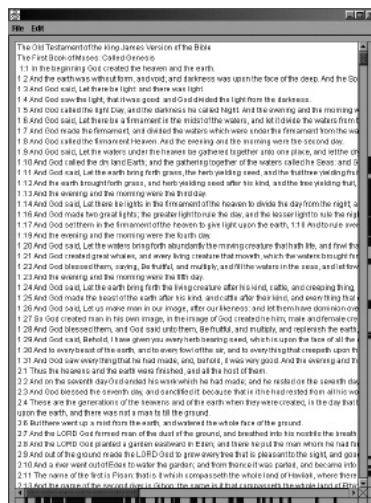 File Edit
The Old Testament of the King James Version of the Bible
The First Book of Moses: Called Genesis
1:1 In the beginning God created the heaven and the earth.
1:2 And the earth was without form, and void; and darkness was upon the face of the deep. And the Sp
1:3 And God said, Let there be light: and there was light.
1:4 And God saw the light, that it was good: and God divided the light from the darkness.
1:5 And God called the light Day, and the darkness he called Night. And the evening and the morning w
1:6 And God said, Let there be a firmament in the midst of the waters, and let it divide the waters from t
1:7 And God made the firmament, and divided the waters which were under the firmament from the wa
1:8 And God called the firmament Heaven. And the evening and the morning were the second day.
1:9 And God said, Let the waters under the heaven be gathered together unto one place, and let the dry
1:10 And God called the dry land Earth; and the gathering together of the waters called he Seas: and G
1:11 And God said, Let the earth bring forth grass, the herb yielding seed, and the fruit tree yielding fru
1:12 And the earth brought forth grass, and herb yielding seed after his kind, and the tree yielding fruit,
1:13 And the evening and the morning were the third day.
1:14 And God said, Let there be lights in the firmament of the heaven to divide the day from the night; a
1:16 And God made two great lights; the greater light to rule the day, and the lesser light to rule the nig
1:17 And God set them in the firmament of the heaven to give light upon the earth, 1:18 And to rule over
1:19 And the evening and the morning were the fourth day.
1:20 And God said, Let the waters bring forth abundantly the moving creature that hath life, and fowl tha
1:21 And God created great whales, and every living creature that moveth, which the waters brought for
1:22 And God blessed them, saying, Be fruitful, and multiply, and fill the waters in the seas, and let fow
1:23 And the evening and the morning were the fifth day.
1:24 And God said, Let the earth bring forth the living creature after his kind, cattle, and creeping thing,
1:25 And God made the beast of the earth after his kind, and cattle after their kind, and every thing that
1:26 And God said, Let us make man in our image, after our likeness: and let them have dominion ove
1:27 So God created man in his own image, in the image of God created he him; male and female cre
1:28 And God blessed them, and God said unto them, Be fruitful, and multiply, and replenish the earth,
1:29 And God said, Behold, I have given you every herb bearing seed, which is upon the face of all the
1:30 And to every beast of the earth, and to every fowl of the air, and to every thing that creepeth upon th
1:31 And God saw every thing that he had made, and, behold, it was very good. And the evening and th
2:1 Thus the heavens and the earth were finished, and all the host of them.
2:2 And on the seventh day God ended his work which he had made; and he rested on the seventh day
2:3 And God blessed the seventh day, and sanctified it: because that in it he had rested from all his wo
2:4 These are the generations of the heavens and of the earth when they were created, in the day that t
upon the earth, and there was not a man to till the ground.
2:6 But there went up a mist from the earth, and watered the whole face of the ground.
2:7 And the LORD God formed man of the dust of the ground, and breathed into his nostrils the breath
2:8 And the LORD God planted a garden eastward in Eden; and there he put the man whom he had for
2:9 And out of the ground made the LORD God to grow every tree that is pleasant to the sight, and goo
2:10 And a river went out of Eden to water the garden; and from thence it was parted, and became into
2:11 The name of the first is Pison: that is it which compasseth the whole land of Havilah, where there
2:13 And the name of the second river is Gihon: the same is it that compasseth the whole land of Ethio